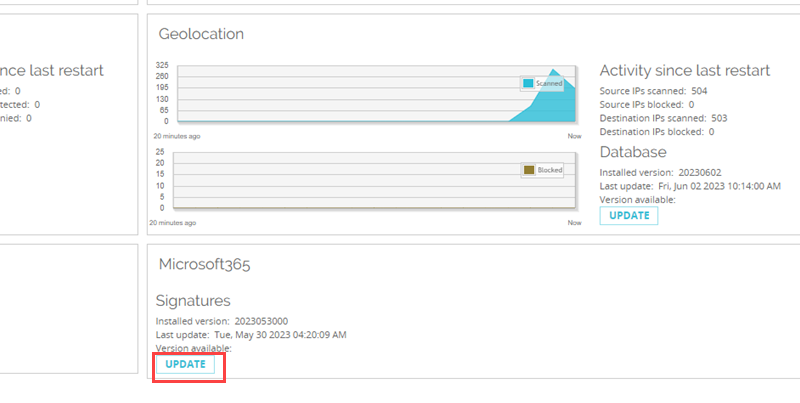 nce last restart
ed: 0
tected: 0
nied: 0
Geolocation
325
260
195
130
65
0
Scanned
20 minutes ago
Now
25
20
15
10
5
0
Blocked
20 minutes ago
Now
Activity since last restart
Source IPs scanned: 504
Source IPs blocked: 0
Destination IPs scanned: 503
Destination IPs blocked: 0
Database
Installed version: 20230602
Last update: Fri, Jun 02 2023 10:14:00 AM
Version available:
UPDATE
Microsoft365
Signatures
Installed version: 2023053000
Last update: Tue, May 30 2023 04:20:09 AM
Version available:
UPDATE